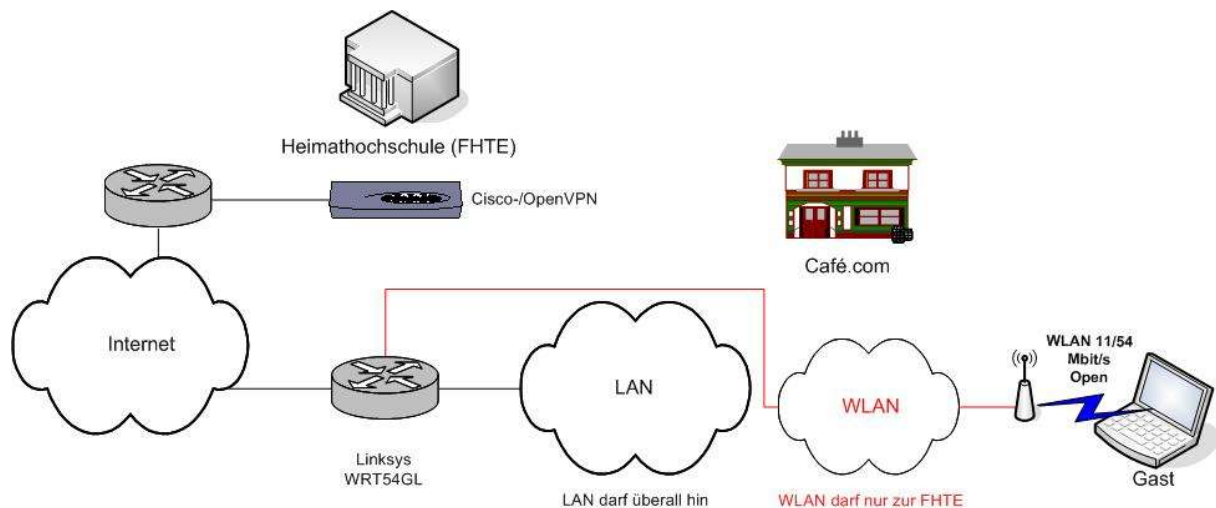 Heimathochschule (FHTE)
Cisco-/OpenVPN
Café.com
Internet
LAN
WLAN
WLAN 11/54
Mbit/s
Open
Linksys
WRT54GL
Gast
LAN darf überall hin
WLAN darf nur zur FHTE